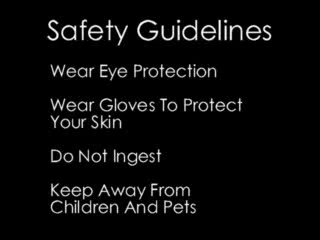 Safety Guidelines
Wear Eye Protection
Wear Gloves To Protect
Your Skin
Do Not Ingest
Keep Away From
Children And Pets